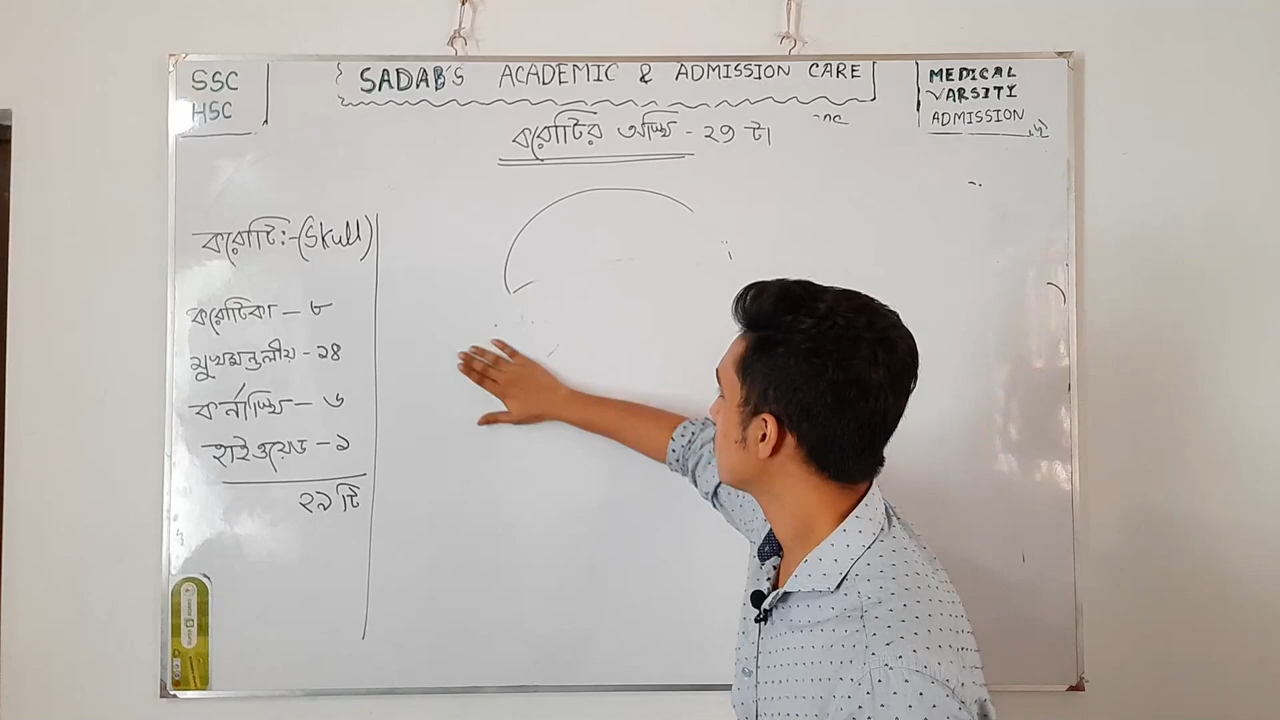 SSC
HSC
SADAB'S ACADEMIC & ADMISSION CARE
MEDICAL
VARSITY
ADMISSION
করোটির অস্থি - ২৯ টা
করোটি:-(Skull)
করোটিকা - ৮
মুখমন্ডলীয় - ১৪
কর্নাস্থি - ৬
হাইওয়েড - ১
২৯ টি